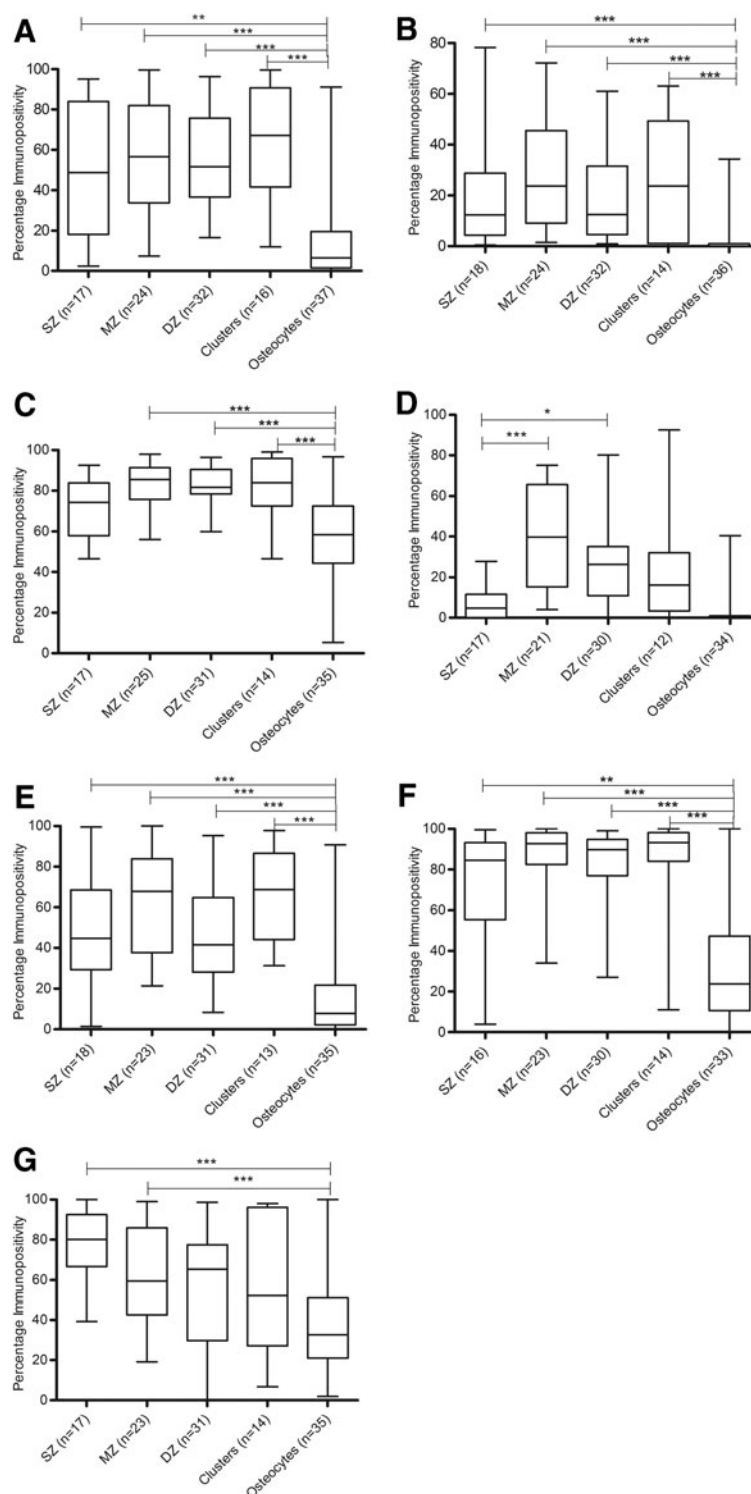 A
**
***
***
***
Percentage Immunopositivity
100
80
60
40
20
0
SZ (n=17)
MZ (n=24)
DZ (n=32)
Clusters (n=16)
Osteocytes (n=37)
B
***
***
***
***
Percentage Immunopositivity
80
60
40
20
0
SZ (n=18)
MZ (n=24)
DZ (n=32)
Clusters (n=14)
Osteocytes (n=36)
C
***
***
***
Percentage Immunopositivity
100
80
60
40
20
0
SZ (n=17)
MZ (n=25)
DZ (n=31)
Clusters (n=14)
Osteocytes (n=35)
D
*
***
Percentage Immunopositivity
100
80
60
40
20
0
SZ (n=17)
MZ (n=21)
DZ (n=30)
Clusters (n=12)
Osteocytes (n=34)
E
***
***
***
***
Percentage Immunopositivity
100
80
60
40
20
0
SZ (n=18)
MZ (n=23)
DZ (n=31)
Clusters (n=13)
Osteocytes (n=35)
F
**
***
***
***
Percentage Immunopositivity
100
80
60
40
20
0
SZ (n=16)
MZ (n=23)
DZ (n=30)
Clusters (n=14)
Osteocytes (n=33)
G
***
***
Percentage Immunopositivity
100
80
60
40
20
0
SZ (n=17)
MZ (n=23)
DZ (n=31)
Clusters (n=14)
Osteocytes (n=35)